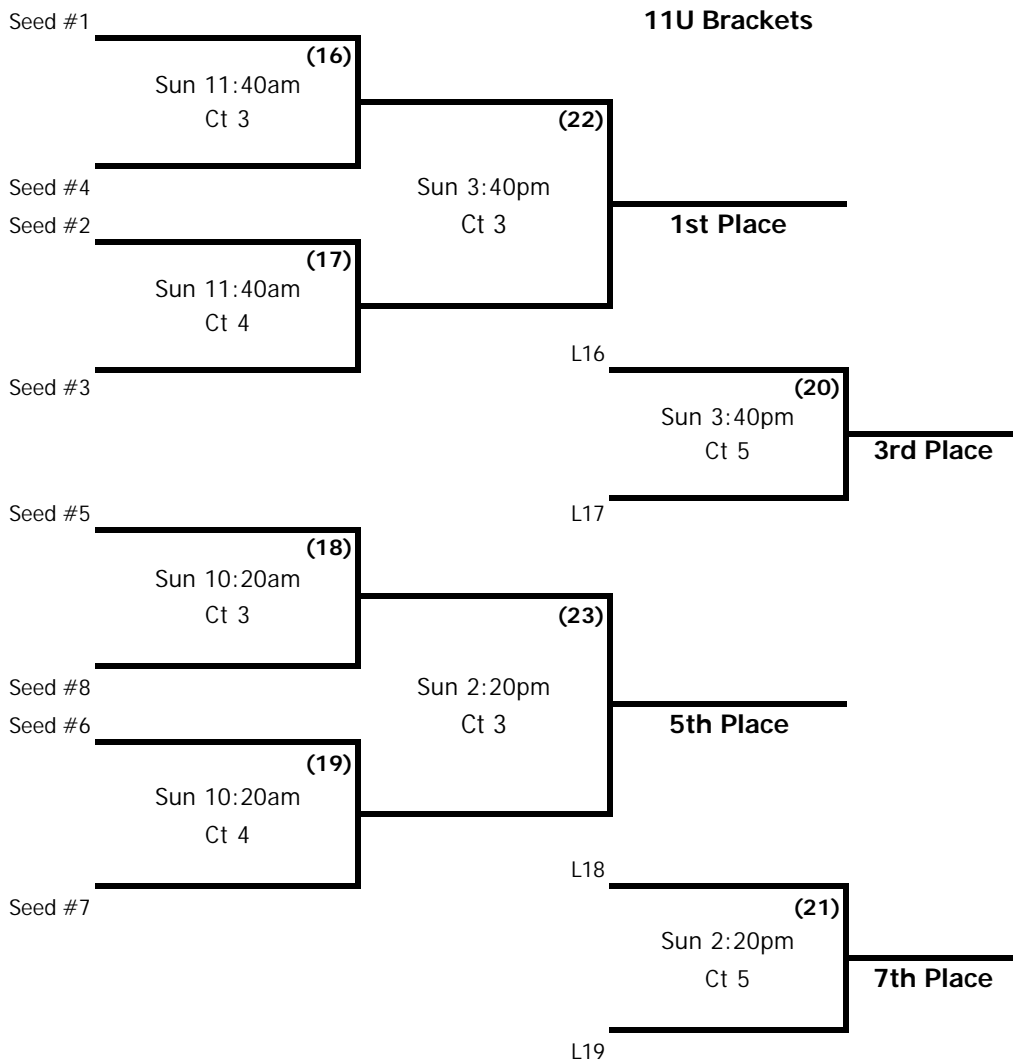 11U Brackets
Seed #1
(16)
Sun 11:40am
Ct 3
Seed #4
(22)
Sun 3:40pm
Ct 3
1st Place
Seed #2
(17)
Sun 11:40am
Ct 4
Seed #3
L16
(20)
Sun 3:40pm
Ct 5
3rd Place
L17
Seed #5
(18)
Sun 10:20am
Ct 3
Seed #8
(23)
Sun 2:20pm
Ct 3
5th Place
Seed #6
(19)
Sun 10:20am
Ct 4
Seed #7
L18
(21)
Sun 2:20pm
Ct 5
7th Place
L19